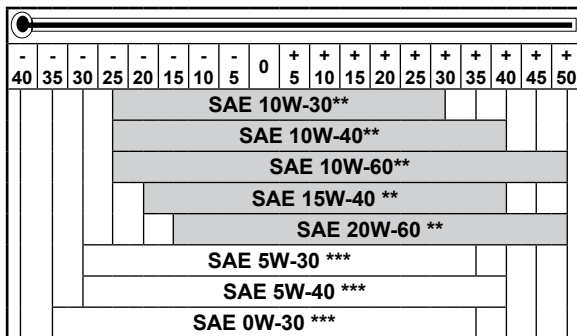 - - - - - - - - 0 + + + + + + + + + +
40 35 30 25 20 15 10 5 5 10 15 20 25 30 35 40 45 50
SAE 10W-30**
SAE 10W-40**
SAE 10W-60**
SAE 15W-40 **
SAE 20W-60 **
SAE 5W-30 ***
SAE 5W-40 ***
SAE 0W-30 ***